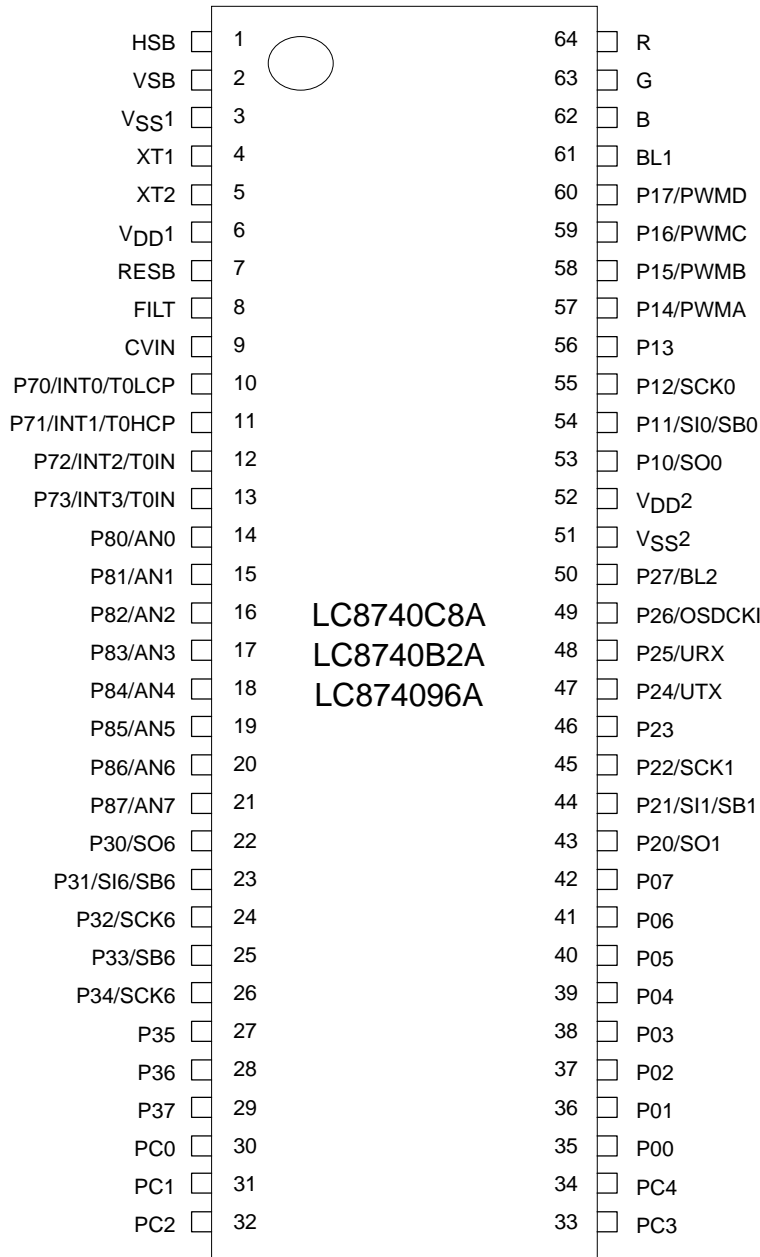 HSB 1 64 R
VSB 2 63 G
VSS1 3 62 B
XT1 4 61 BL1
XT2 5 60 P17/PWMD
VDD1 6 59 P16/PWMC
RESB 7 58 P15/PWMB
FILT 8 57 P14/PWMA
CVIN 9 56 P13
P70/INT0/T0LCP 10 55 P12/SCK0
P71/INT1/T0HCP 11 54 P11/SI0/SB0
P72/INT2/T0IN 12 53 P10/SO0
P73/INT3/T0IN 13 52 VDD2
P80/AN0 14 51 VSS2
P81/AN1 15 50 P27/BL2
P82/AN2 16 LC8740C8A 49 P26/OSDCKI
P83/AN3 17 LC8740B2A 48 P25/URX
P84/AN4 18 LC874096A 47 P24/UTX
P85/AN5 19 46 P23
P86/AN6 20 45 P22/SCK1
P87/AN7 21 44 P21/SI1/SB1
P30/SO6 22 43 P20/SO1
P31/SI6/SB6 23 42 P07
P32/SCK6 24 41 P06
P33/SB6 25 40 P05
P34/SCK6 26 39 P04
P35 27 38 P03
P36 28 37 P02
P37 29 36 P01
PC0 30 35 P00
PC1 31 34 PC4
PC2 32 33 PC3